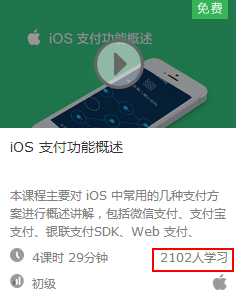 免费
iOS 支付功能概述
iOS 支付功能概述
本课程主要对 iOS 中常用的几种支付方
案进行概述讲解，包括微信支付、支付宝
支付、银联支付SDK、Web 支付、
4课时 29分钟
2102人学习
初级